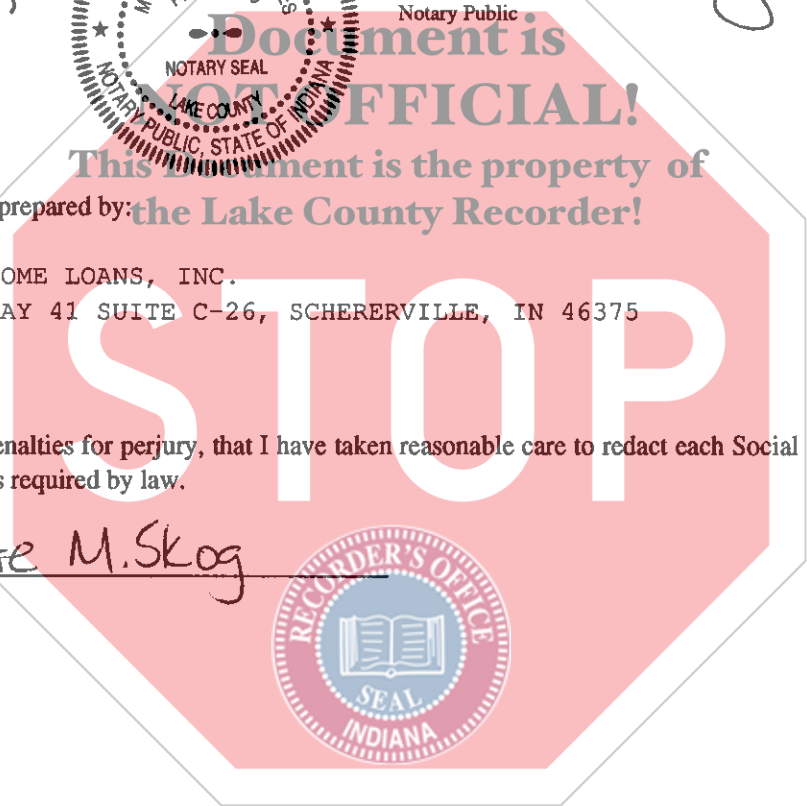 Notary Public
NOTARY SEAL
LAKE COUNTY
NOTARY PUBLIC, STATE OF INDIANA
Document is
NOT OFFICIAL!
This Document is the property of
the Lake County Recorder!
prepared by:
OME LOANS, INC.
AY 41 SUITE C-26, SCHERERVILLE, IN 46375
STOP
enalties for perjury, that I have taken reasonable care to redact each Social
s required by law.
M. Skog
RECORDER'S OFFICE
SEAL
INDIANA